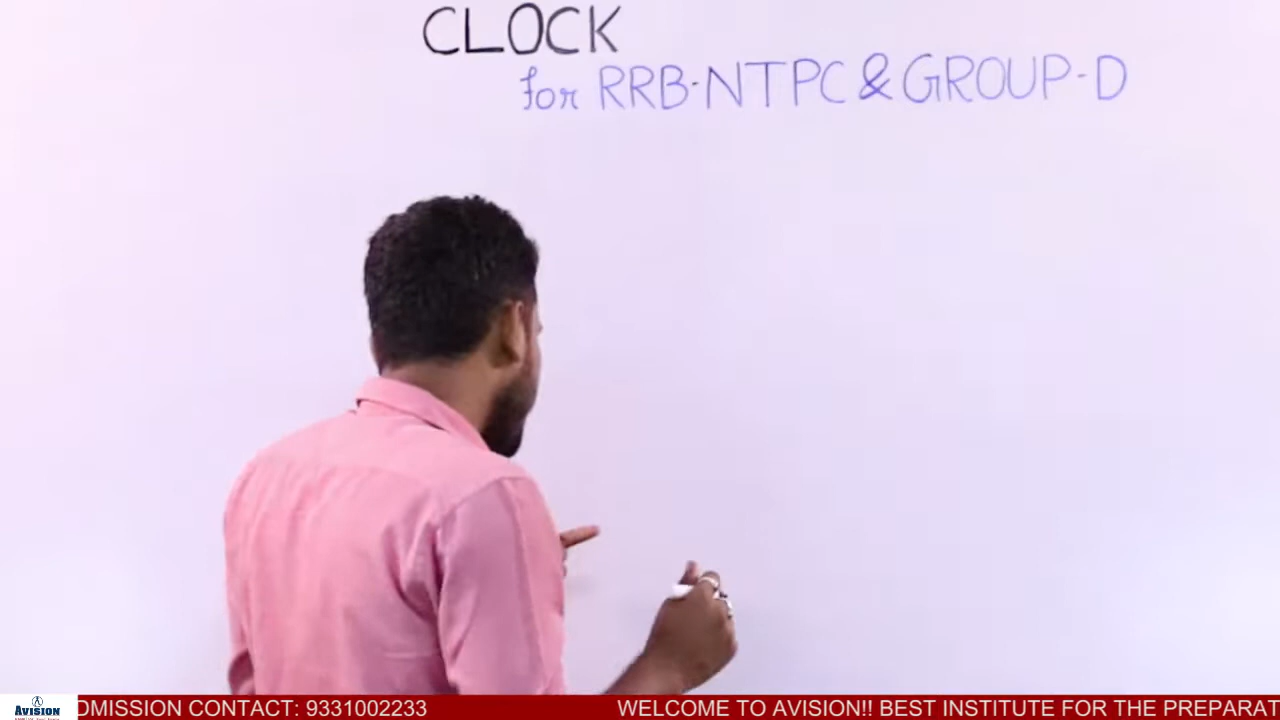 CLOCK
for RRB-NTPC & GROUP-D
AVISION
DMISSION CONTACT: 9331002233 WELCOME TO AVISION!! BEST INSTITUTE FOR THE PREPARAT